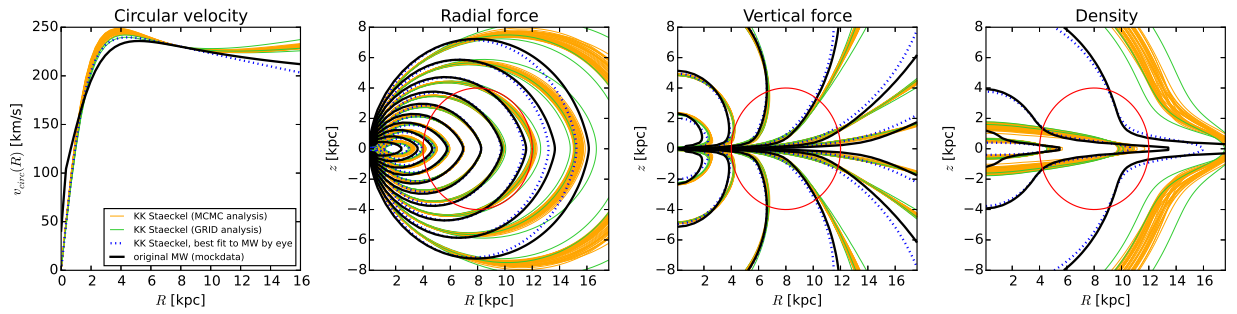 Circular velocity
250
200
150
100
50
0
v_circ(R) [km/s]
KK Staeckel (MCMC analysis)
KK Staeckel (GRID analysis)
KK Staeckel, best fit to MW by eye
original MW (mockdata)
0 2 4 6 8 10 12 14 16
R [kpc]
Radial force
8
6
4
2
0
−2
−4
−6
−8
z [kpc]
2 4 6 8 10 12 14 16
R [kpc]
Vertical force
8
6
4
2
0
−2
−4
−6
−8
z [kpc]
2 4 6 8 10 12 14 16
R [kpc]
Density
8
6
4
2
0
−2
−4
−6
−8
z [kpc]
2 4 6 8 10 12 14 16
R [kpc]